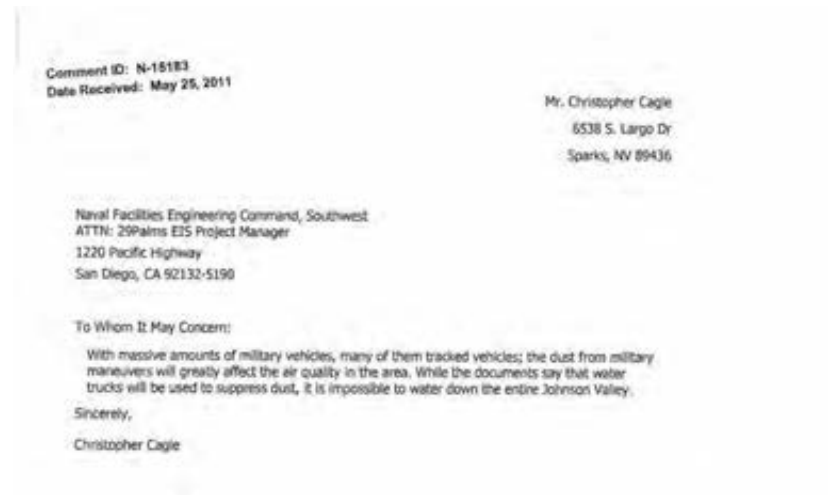 Comment ID: N-16183
Date Received: May 25, 2011
Mr. Christopher Cagle
6538 S. Largo Dr
Sparks, NV 89436
Naval Facilities Engineering Command, Southwest
ATTN: 29Palms EIS Project Manager
1220 Pacific Highway
San Diego, CA 92132-5190
To Whom It May Concern:
With massive amounts of military vehicles, many of them tracked vehicles; the dust from military
maneuvers will greatly affect the air quality in the area. While the documents say that water
trucks will be used to suppress dust, it is impossible to water down the entire Johnson Valley.
Sincerely,
Christopher Cagle